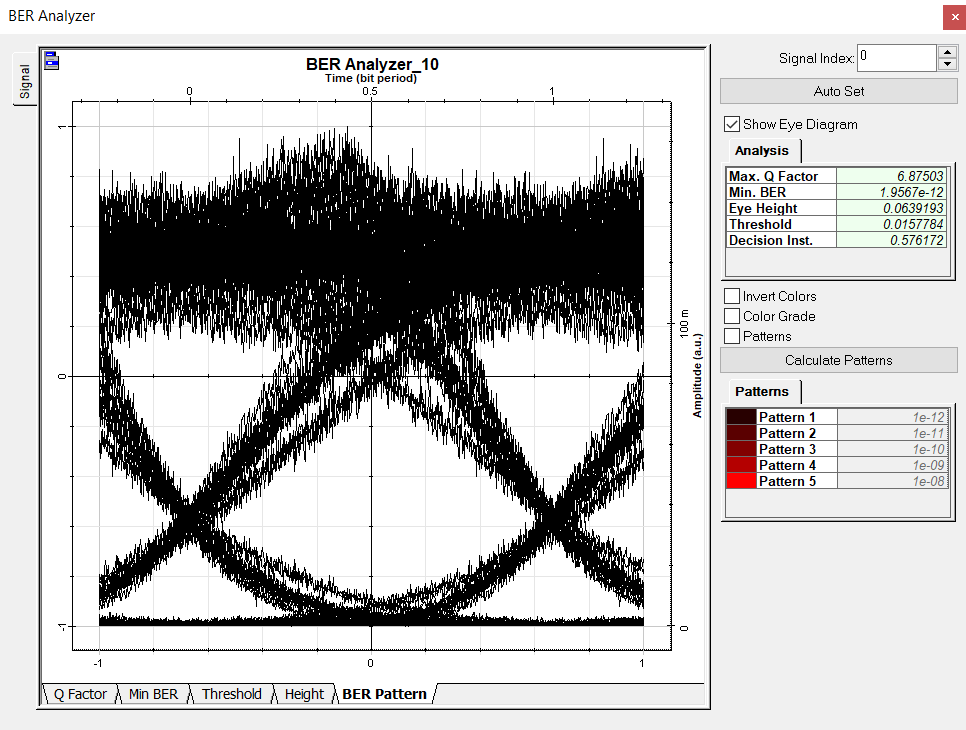 BER Analyzer
Signal
BER Analyzer_10
Time (bit period)
0 0.5 1
1
0
-1
100 m
0
Amplitude (a.u.)
-1 0 1
Q Factor Min BER Threshold Height BER Pattern
Signal Index: 0
Auto Set
Show Eye Diagram
Analysis
Max. Q Factor 6.87503
Min. BER 1.9567e-12
Eye Height 0.0639193
Threshold 0.0157784
Decision Inst. 0.576172
Invert Colors
Color Grade
Patterns
Calculate Patterns
Patterns
Pattern 1 1e-12
Pattern 2 1e-11
Pattern 3 1e-10
Pattern 4 1e-09
Pattern 5 1e-08